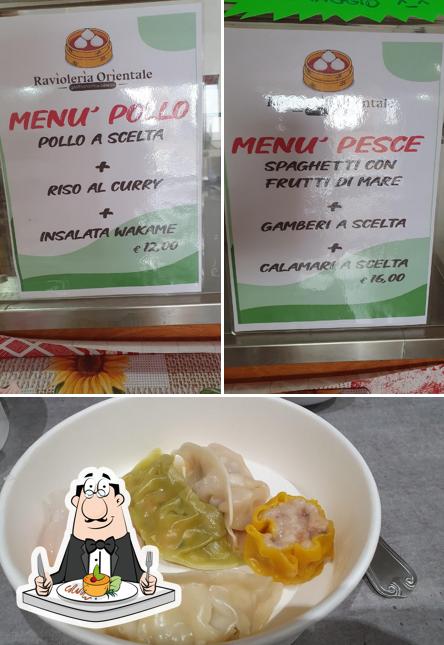 Ravioleria Orientale
MENU' POLLO
POLLO A SCELTA
+
RISO AL CURRY
+
INSALATA WAKAME
€ 12,00
MENU' PESCE
SPAGHETTI CON
FRUTTI DI MARE
+
GAMBERI A SCELTA
+
CALAMARI A SCELTA
€ 16,00